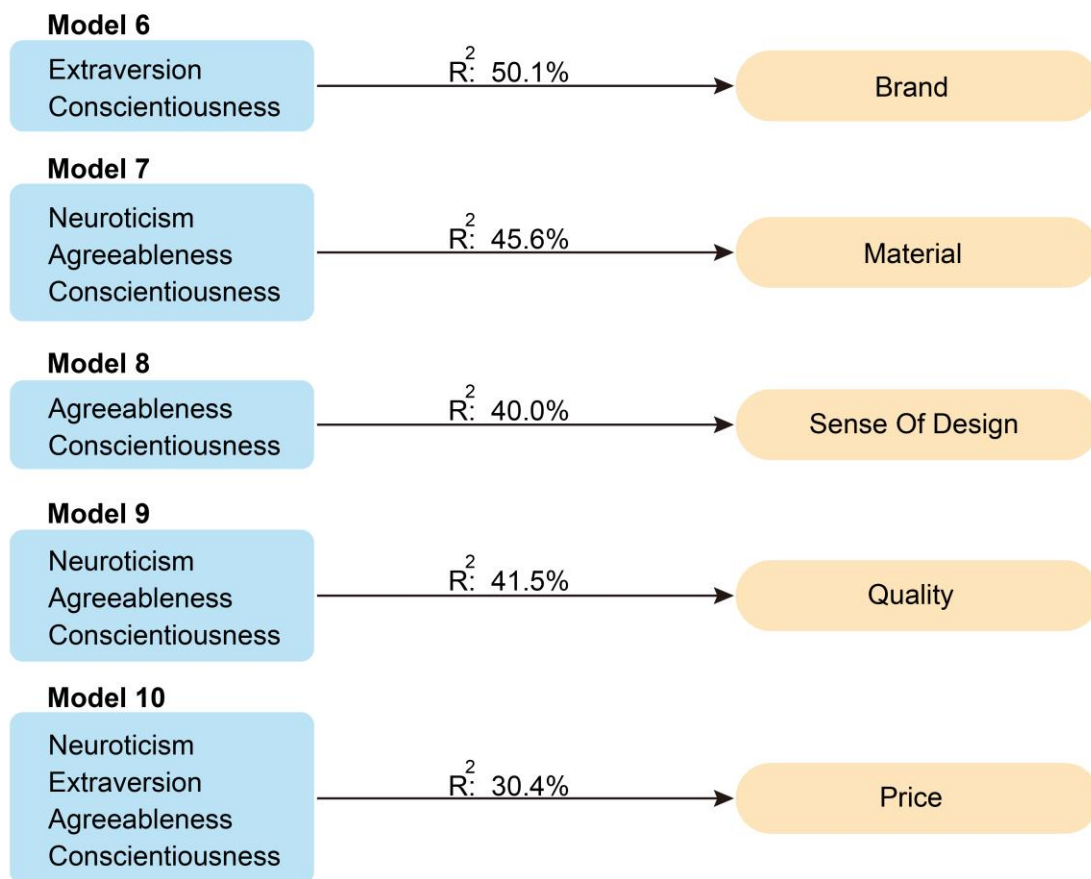 Model 6
Extraversion
Conscientiousness
R²: 50.1%
Brand
Model 7
Neuroticism
Agreeableness
Conscientiousness
R²: 45.6%
Material
Model 8
Agreeableness
Conscientiousness
R²: 40.0%
Sense Of Design
Model 9
Neuroticism
Agreeableness
Conscientiousness
R²: 41.5%
Quality
Model 10
Neuroticism
Extraversion
Agreeableness
Conscientiousness
R²: 30.4%
Price